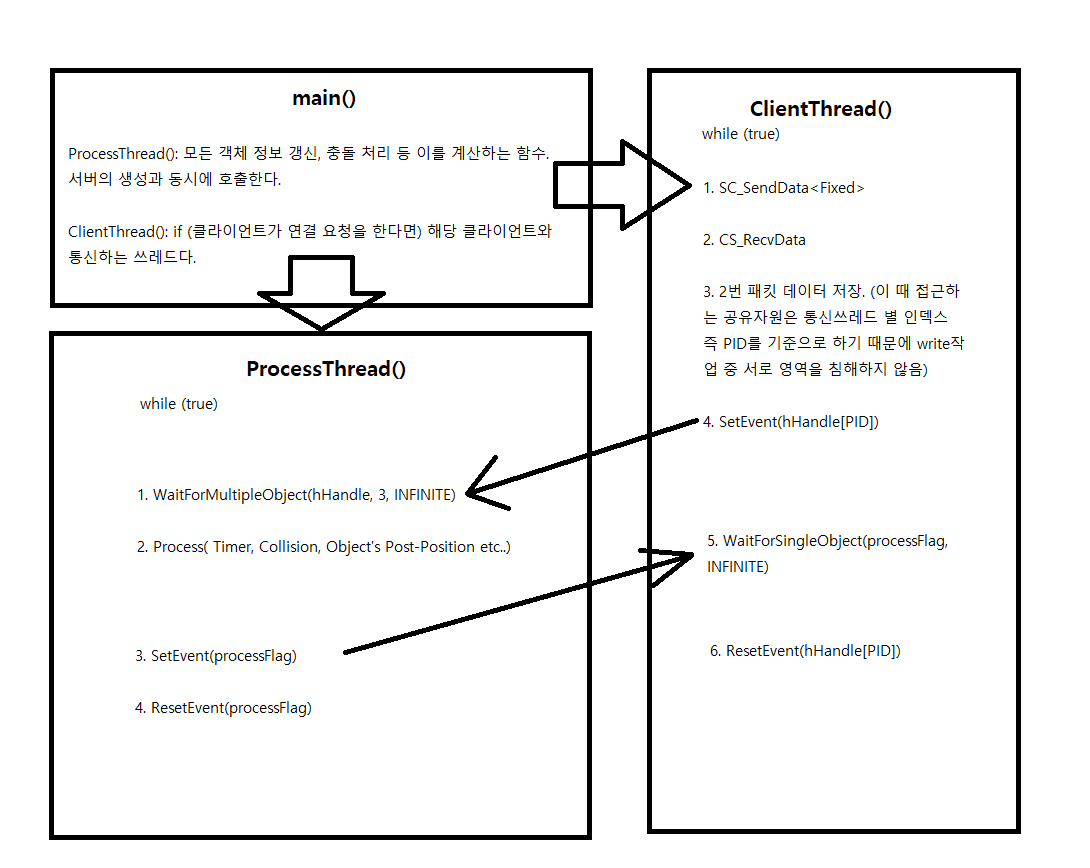 main()
ProcessThread(): 모든 객체 정보 갱신, 충돌 처리 등 이를 계산하는 함수.
서버의 생성과 동시에 호출한다.
ClientThread(): if (클라이언트가 연결 요청을 한다면) 해당 클라이언트와
통신하는 쓰레드다.
ProcessThread()
while (true)
1. WaitForMultipleObject(hHandle, 3, INFINITE)
2. Process( Timer, Collision, Object's Post-Position etc..)
3. SetEvent(processFlag)
4. ResetEvent(processFlag)
ClientThread()
while (true)
1. SC_SendData<Fixed>
2. CS_RecvData
3. 2번 패킷 데이터 저장. (이 때 접근하
는 공유자원은 통신쓰레드 별 인덱스
즉 PID를 기준으로 하기 때문에 write작
업 중 서로 영역을 침해하지 않음)
4. SetEvent(hHandle[PID])
5. WaitForSingleObject(processFlag,
INFINITE)
6. ResetEvent(hHandle[PID])